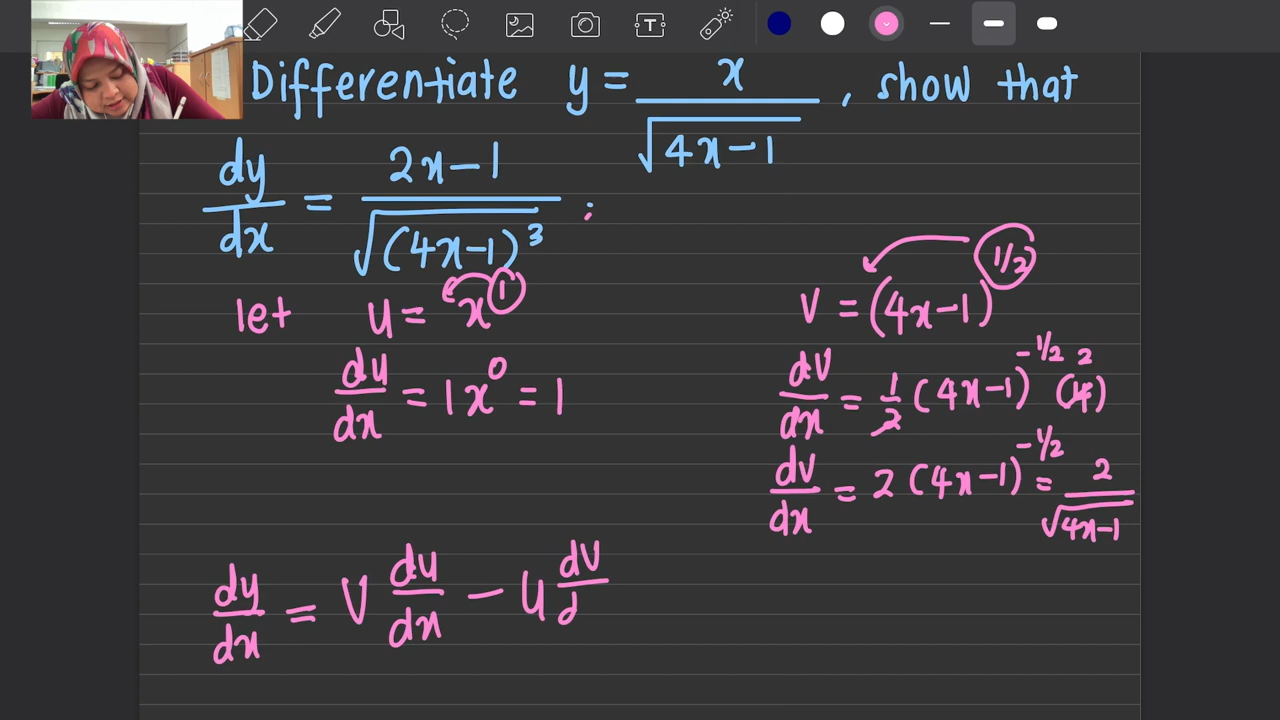 Differentiate y = x / √(4x-1) , show that
dy/dx = 2x-1 / √(4x-1)³ ;
let u = x¹
v = (4x-1)^1/2
du/dx = 1x⁰ = 1
dv/dx = 1/2 (4x-1)^-1/2 (4) 2
dv/dx = 2 (4x-1)^-1/2 = 2 / √4x-1
dy/dx = v du/dx - u dv/d